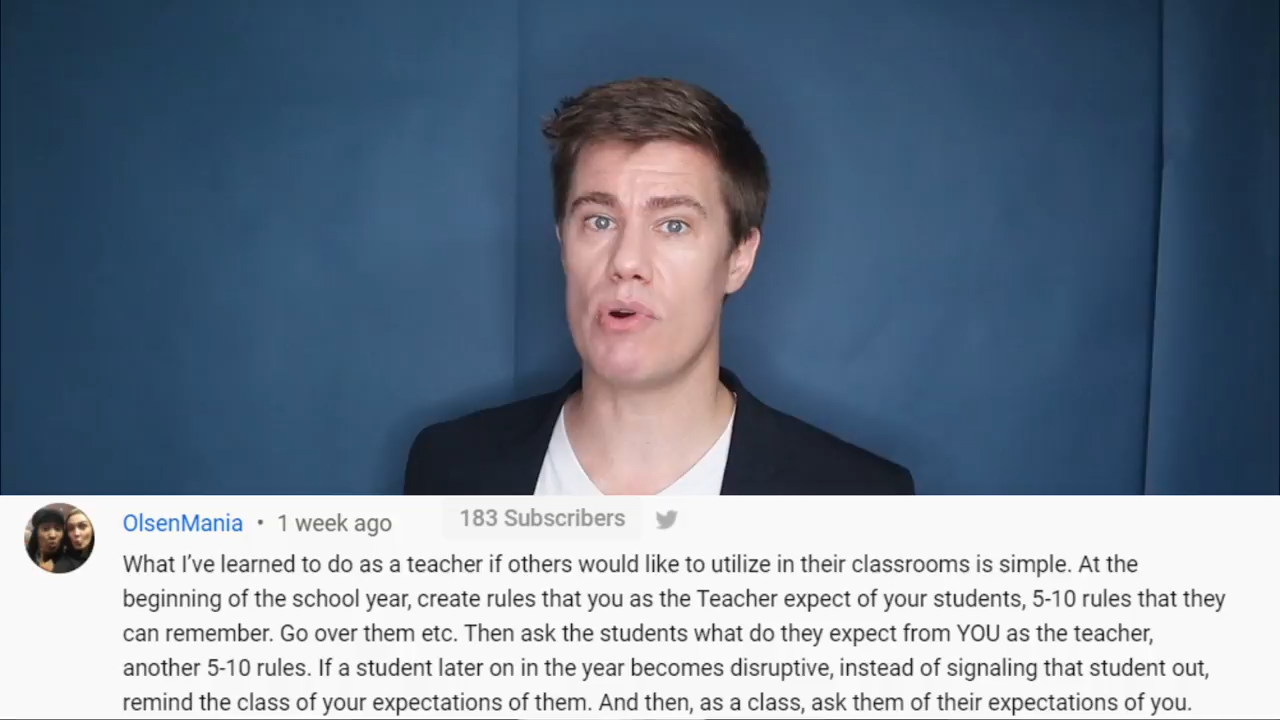 OlsenMania • 1 week ago 183 Subscribers
What I’ve learned to do as a teacher if others would like to utilize in their classrooms is simple. At the
beginning of the school year, create rules that you as the Teacher expect of your students, 5-10 rules that they
can remember. Go over them etc. Then ask the students what do they expect from YOU as the teacher,
another 5-10 rules. If a student later on in the year becomes disruptive, instead of signaling that student out,
remind the class of your expectations of them. And then, as a class, ask them of their expectations of you.